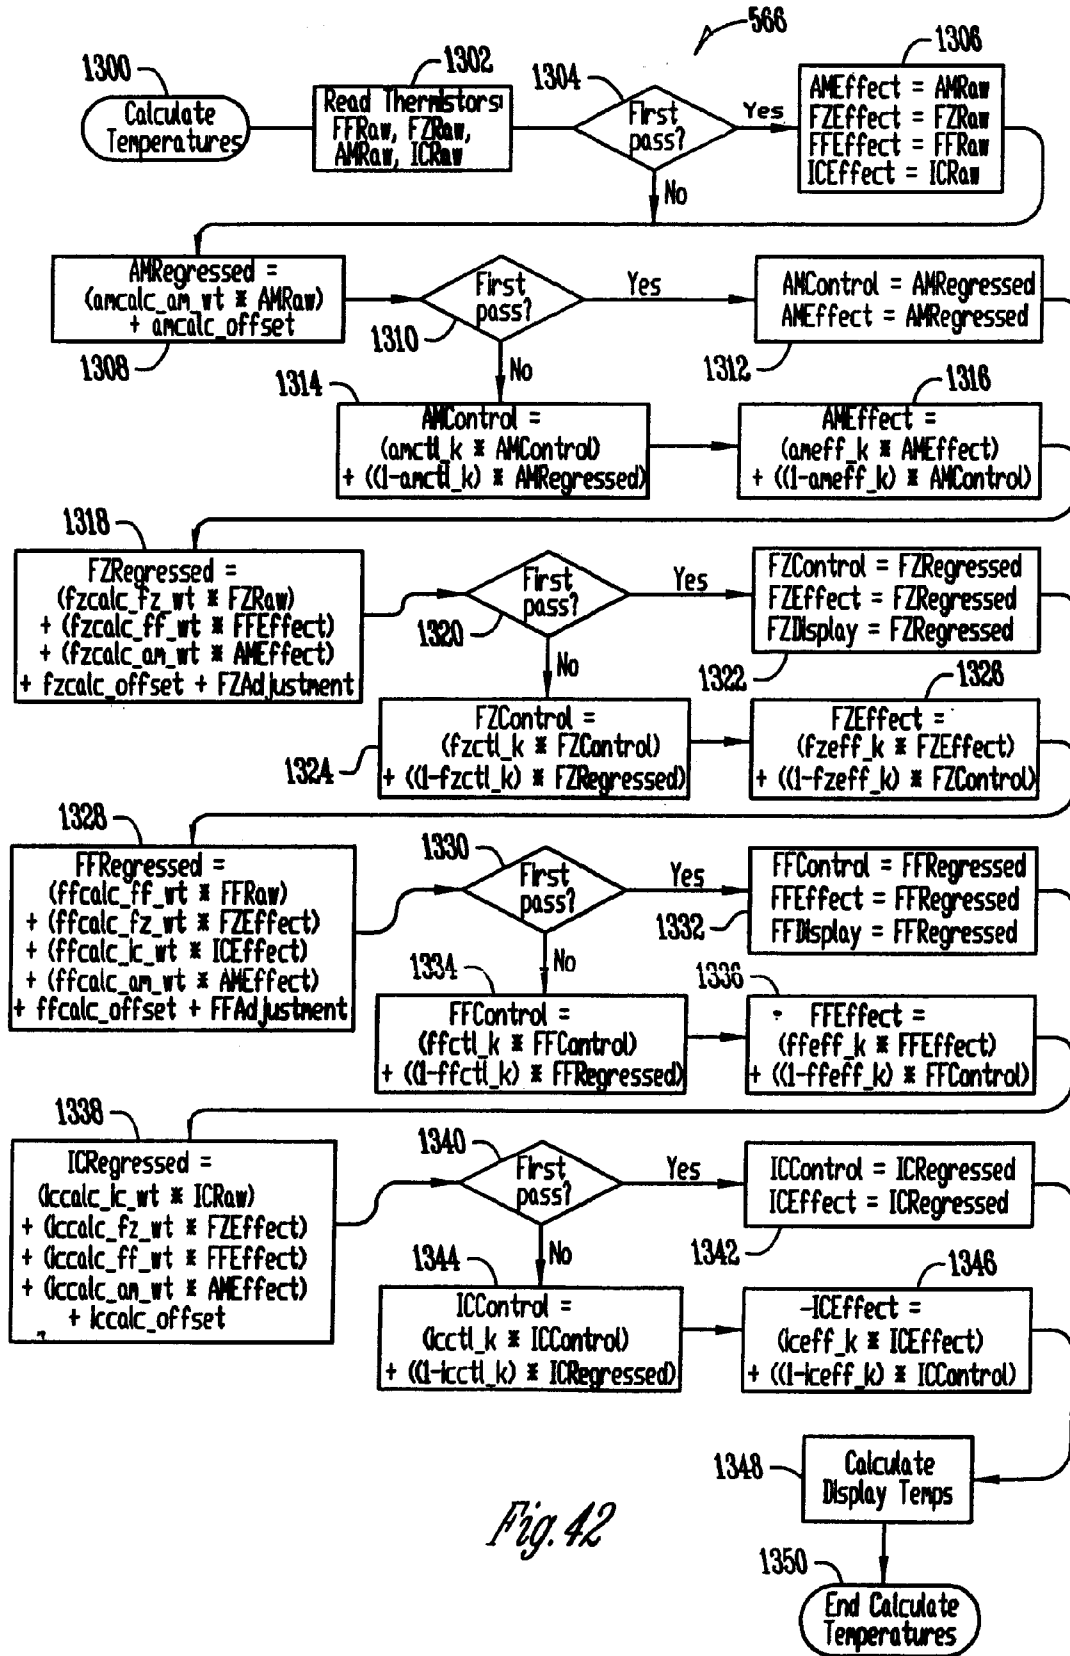 566
1300
Calculate
Temperatures
1302
Read Thermistors:
FFRaw, FZRaw,
AMRaw, ICRaw
1304
First
pass?
Yes
No
1306
AMEffect = AMRaw
FZEffect = FZRaw
FFEffect = FFRaw
ICEffect = ICRaw
AMRegressed =
(amcalc_am_wt * AMRaw)
+ amcalc_offset
1308
First
pass?
1310
Yes
No
AMControl = AMRegressed
AMEffect = AMRegressed
1312
1314
AMControl =
(amctl_k * AMControl)
+ ((1-amctl_k) * AMRegressed)
1316
AMEffect =
(ameff_k * AMEffect)
+ ((1-ameff_k) * AMControl)
1318
FZRegressed =
(fzcalc_fz_wt * FZRaw)
+ (fzcalc_ff_wt * FFEffect)
+ (fzcalc_am_wt * AMEffect)
+ fzcalc_offset + FZAdjustment
First
pass?
1320
Yes
No
FZControl = FZRegressed
FZEffect = FZRegressed
FZDisplay = FZRegressed
1322
1324
FZControl =
(fzctl_k * FZControl)
+ ((1-fzctl_k) * FZRegressed)
1326
FZEffect =
(fzeff_k * FZEffect)
+ ((1-fzeff_k) * FZControl)
1328
FFRegressed =
(ffcalc_ff_wt * FFRaw)
+ (ffcalc_fz_wt * FZEffect)
+ (ffcalc_ic_wt * ICEffect)
+ (ffcalc_am_wt * AMEffect)
+ ffcalc_offset + FFAdjustment
1330
First
pass?
Yes
No
1332
FFControl = FFRegressed
FFEffect = FFRegressed
FFDisplay = FFRegressed
1334
FFControl =
(ffctl_k * FFControl)
+ ((1-ffctl_k) * FFRegressed)
1336
FFEffect =
(ffeff_k * FFEffect)
+ ((1-ffeff_k) * FFControl)
1338
ICRegressed =
(iccalc_ic_wt * ICRaw)
+ (iccalc_fz_wt * FZEffect)
+ (iccalc_ff_wt * FFEffect)
+ (iccalc_am_wt * AMEffect)
+ iccalc_offset
1340
First
pass?
Yes
No
ICControl = ICRegressed
ICEffect = ICRegressed
1342
1344
ICControl =
(icctl_k * ICControl)
+ ((1-icctl_k) * ICRegressed)
1346
ICEffect =
(iceff_k * ICEffect)
+ ((1-iceff_k) * ICControl)
1348
Calculate
Display Temps
1350
End Calculate
Temperatures
Fig. 42